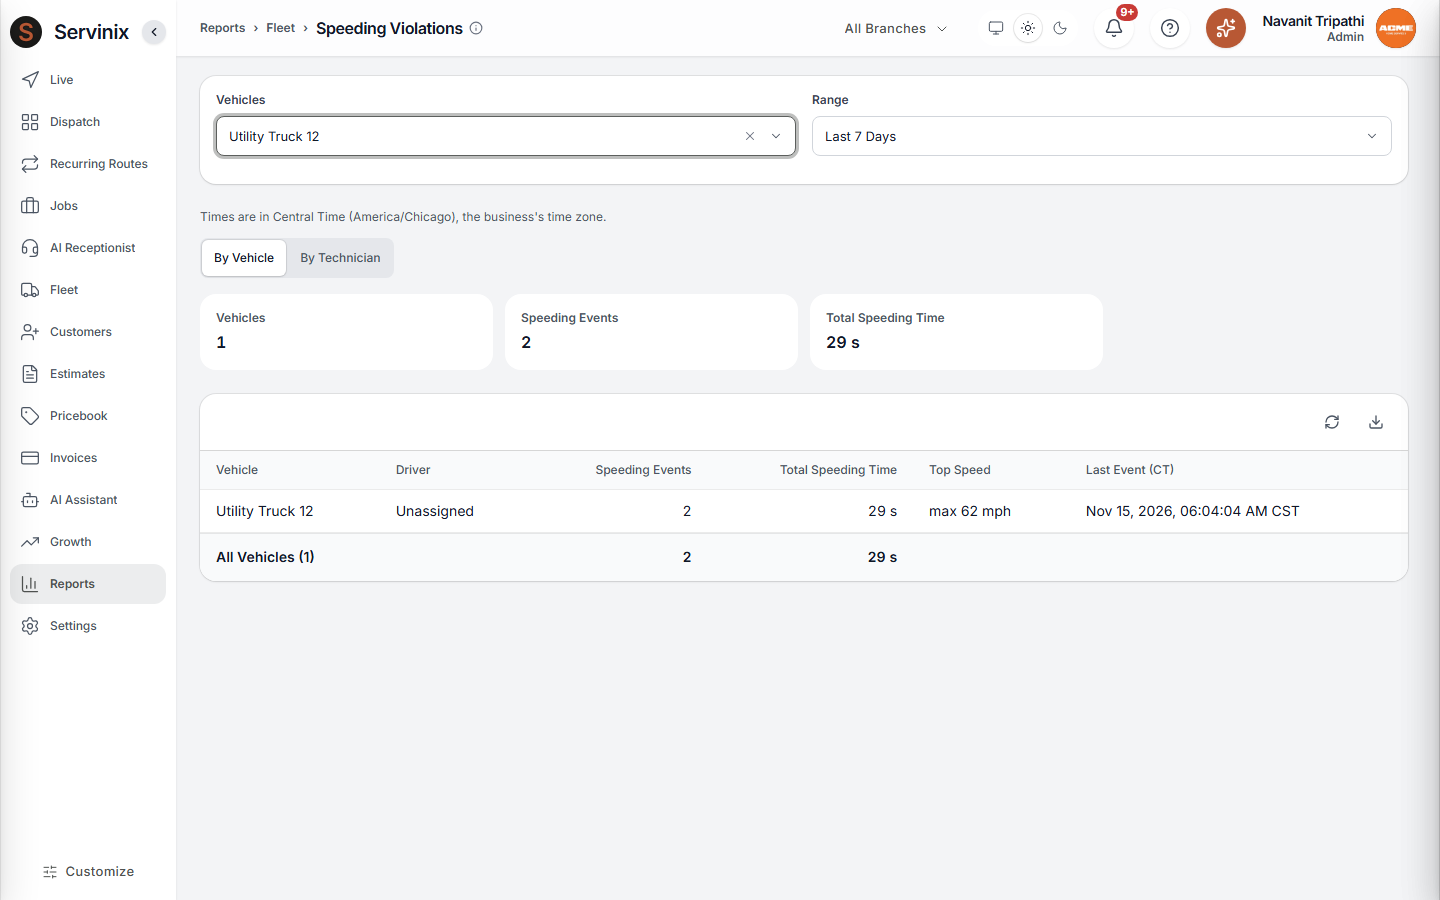 S Servinix
Reports > Fleet > Speeding Violations
All Branches
9+
Navanit Tripathi
Admin
ACME
Live
Dispatch
Recurring Routes
Jobs
AI Receptionist
Fleet
Customers
Estimates
Pricebook
Invoices
AI Assistant
Growth
Reports
Settings
Customize
Vehicles
Utility Truck 12
Range
Last 7 Days
Times are in Central Time (America/Chicago), the business's time zone.
By Vehicle By Technician
Vehicles
1
Speeding Events
2
Total Speeding Time
29 s
Vehicle Driver Speeding Events Total Speeding Time Top Speed Last Event (CT)
Utility Truck 12 Unassigned 2 29 s max 62 mph Nov 15, 2026, 06:04:04 AM CST
All Vehicles (1) 2 29 s